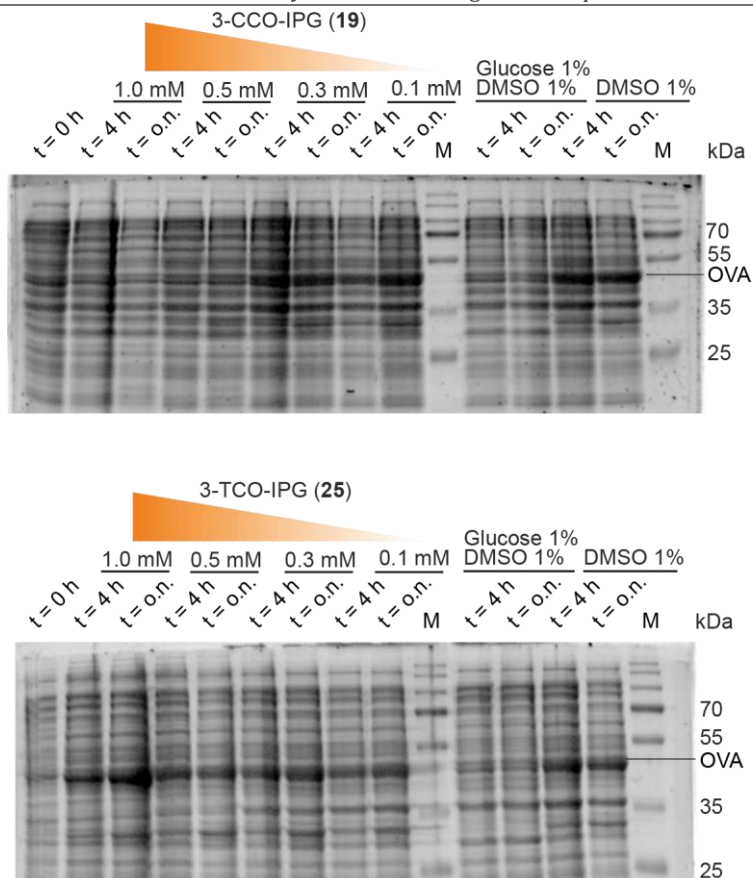 3-CCO-IPG (19)
1.0 mM 0.5 mM 0.3 mM 0.1 mM
Glucose 1%
DMSO 1% DMSO 1%
t = 0 h t = 4 h t = o.n. t = 4 h t = o.n. t = 4 h t = o.n. t = 4 h t = o.n. M t = 4 h t = o.n. t = 4 h t = o.n. M kDa
70
55
OVA
35
25
3-TCO-IPG (25)
1.0 mM 0.5 mM 0.3 mM 0.1 mM
Glucose 1%
DMSO 1% DMSO 1%
t = 0 h t = 4 h t = o.n. t = 4 h t = o.n. t = 4 h t = o.n. t = 4 h t = o.n. M t = 4 h t = o.n. t = 4 h t = o.n. M kDa
70
55
OVA
35
25